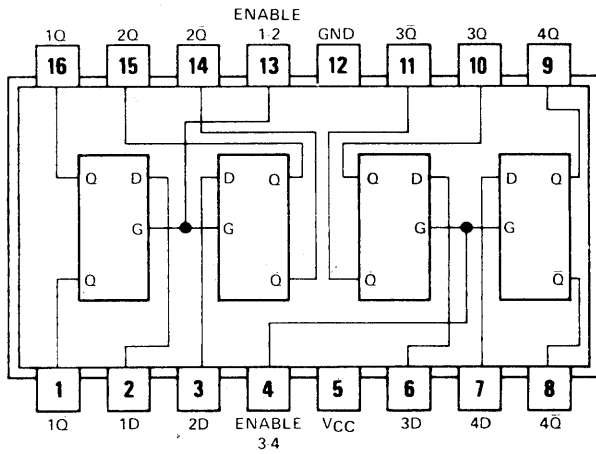 ENABLE
1Q 2Q 2Q̄ 1-2 GND 3Q̄ 3Q 4Q
16 15 14 13 12 11 10 9
Q D D Q Q D D Q
G G G G
Q Q̄ Q̄ Q̄
1 2 3 4 5 6 7 8
1Q 1D 2D ENABLE VCC 3D 4D 4Q̄
3-4